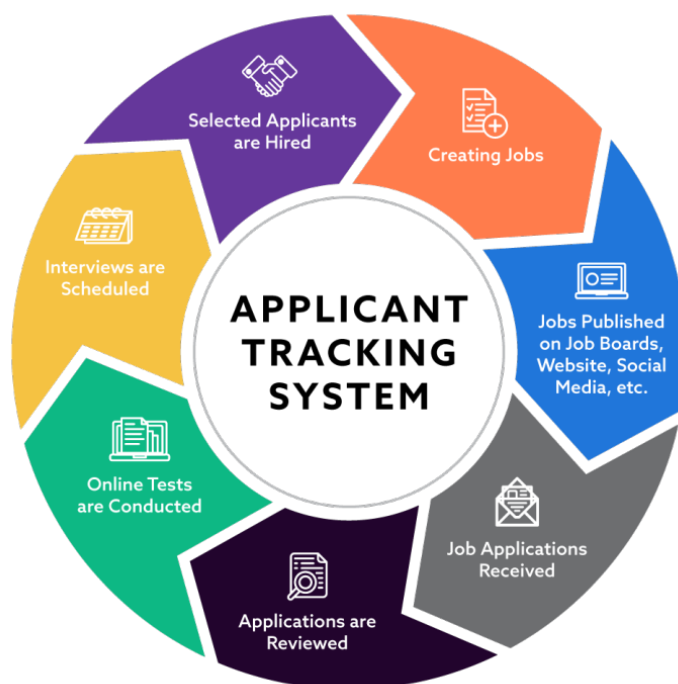 APPLICANT
TRACKING
SYSTEM
Creating Jobs
Jobs Published
on Job Boards,
Website, Social
Media, etc.
Job Applications
Received
Applications are
Reviewed
Online Tests
are Conducted
Interviews are
Scheduled
Selected Applicants
are Hired